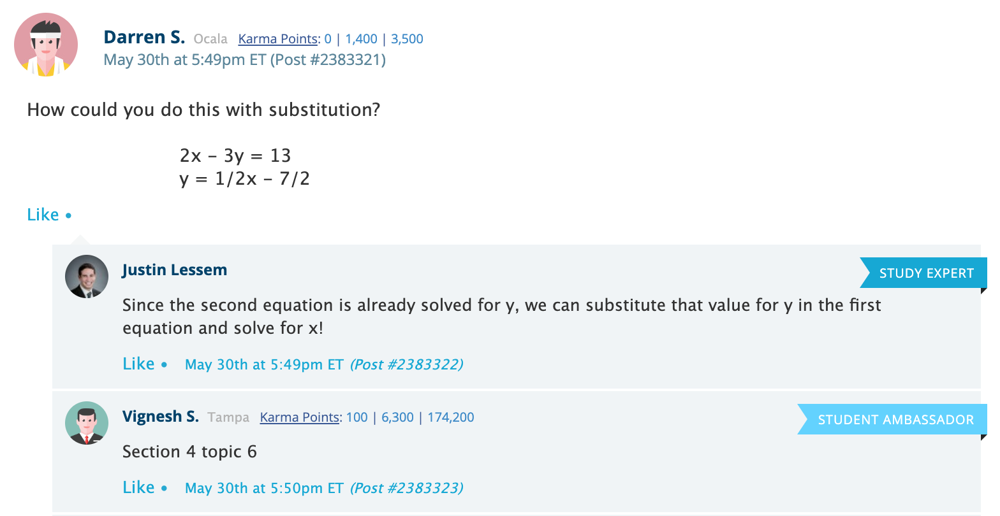 Darren S. Ocala Karma Points: 0 | 1,400 | 3,500
May 30th at 5:49pm ET (Post #2383321)
How could you do this with substitution?
2x – 3y = 13
y = 1/2x – 7/2
Like •
Justin Lessem
STUDY EXPERT
Since the second equation is already solved for y, we can substitute that value for y in the first
equation and solve for x!
Like • May 30th at 5:49pm ET (Post #2383322)
Vignesh S. Tampa Karma Points: 100 | 6,300 | 174,200
STUDENT AMBASSADOR
Section 4 topic 6
Like • May 30th at 5:50pm ET (Post #2383323)